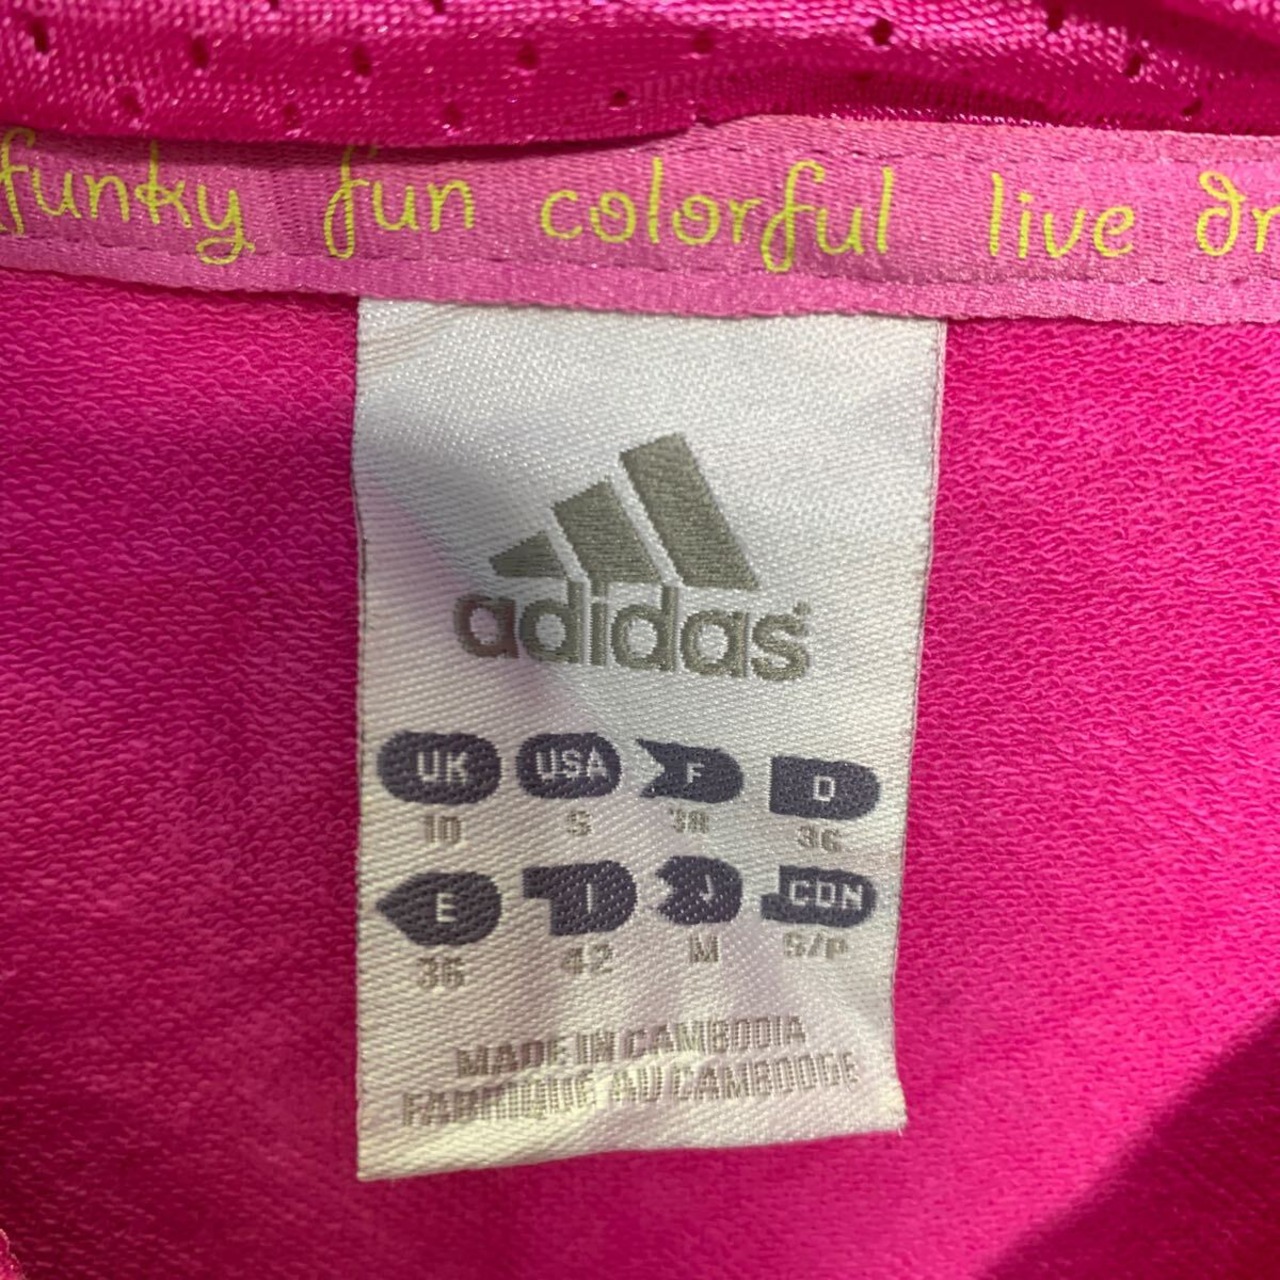 funky fun colorful live dr
adidas®
UK USA F D
10 S 38 36
E I J CDN
36 42 M S/P
MADE IN CAMBODIA
FABRIQUE AU CAMBODGE